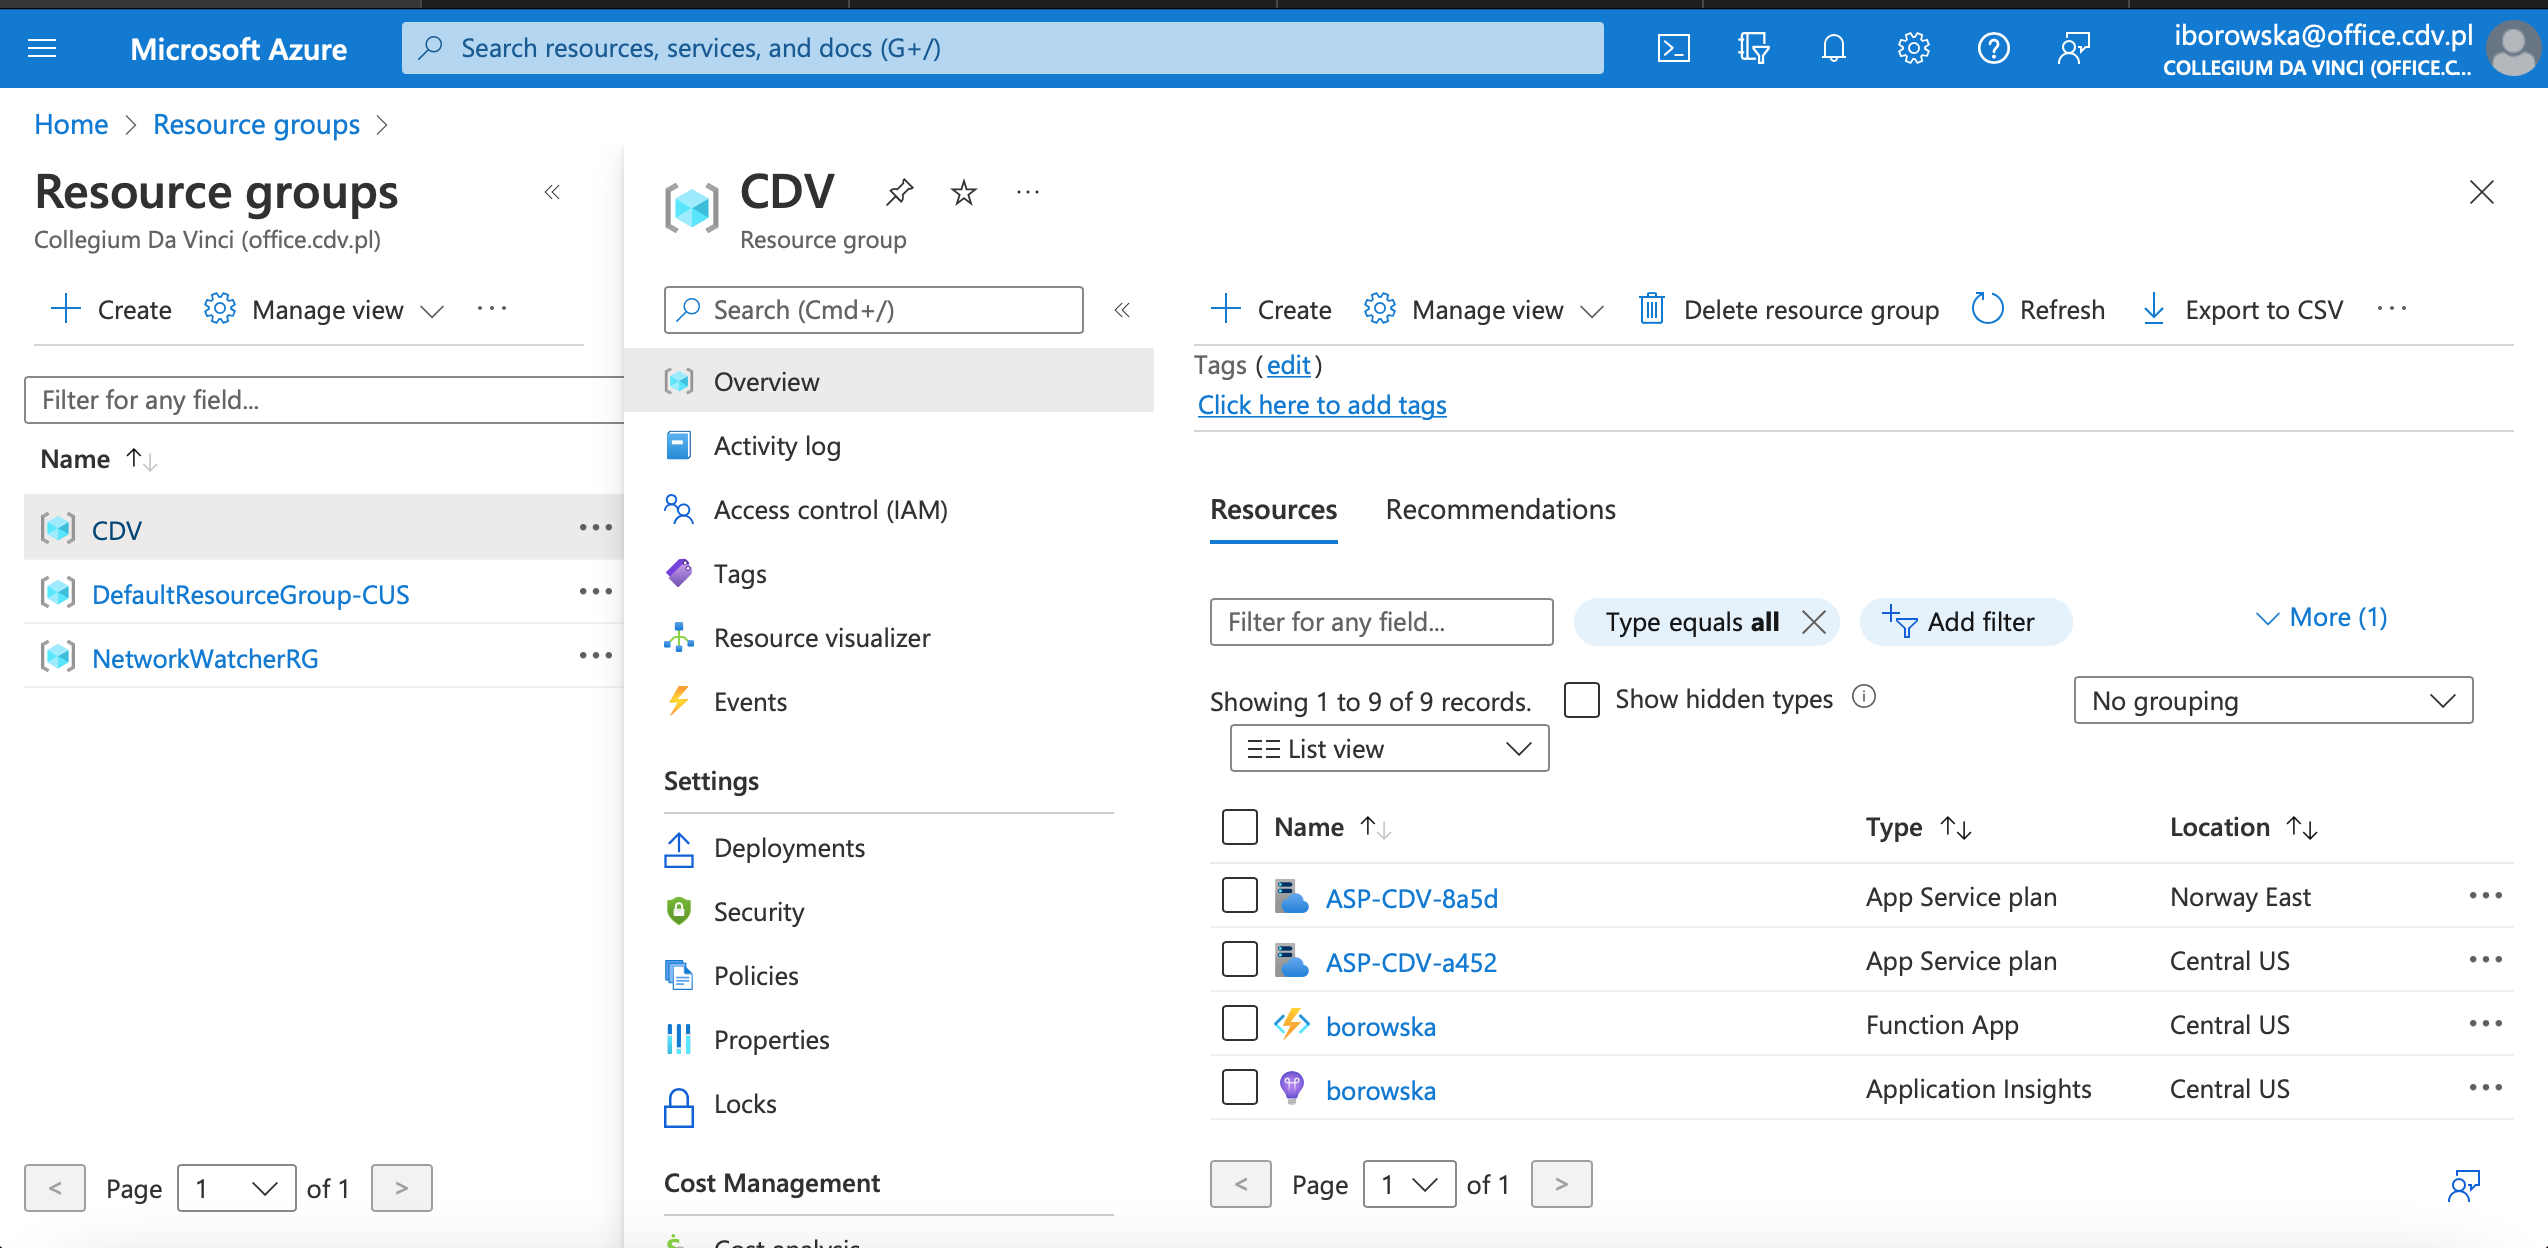 Microsoft Azure
Search resources, services, and docs (G+/)
iborowska@office.cdv.pl
COLLEGIUM DA VINCI (OFFICE.C...
Home > Resource groups >
Resource groups
Collegium Da Vinci (office.cdv.pl)
Create
Manage view
...
Filter for any field...
Name
CDV
DefaultResourceGroup-CUS
NetworkWatcherRG
< Page 1 of 1 >
CDV
Resource group
Search (Cmd+/)
Overview
Activity log
Access control (IAM)
Tags
Resource visualizer
Events
Settings
Deployments
Security
Policies
Properties
Locks
Cost Management
Cost analysis
Create
Manage view
Delete resource group
Refresh
Export to CSV
...
Tags (edit)
Click here to add tags
Resources Recommendations
Filter for any field...
Type equals all
Add filter
More (1)
Showing 1 to 9 of 9 records.
Show hidden types
No grouping
List view
Name Type Location
ASP-CDV-8a5d App Service plan Norway East
ASP-CDV-a452 App Service plan Central US
borowska Function App Central US
borowska Application Insights Central US
< Page 1 of 1 >